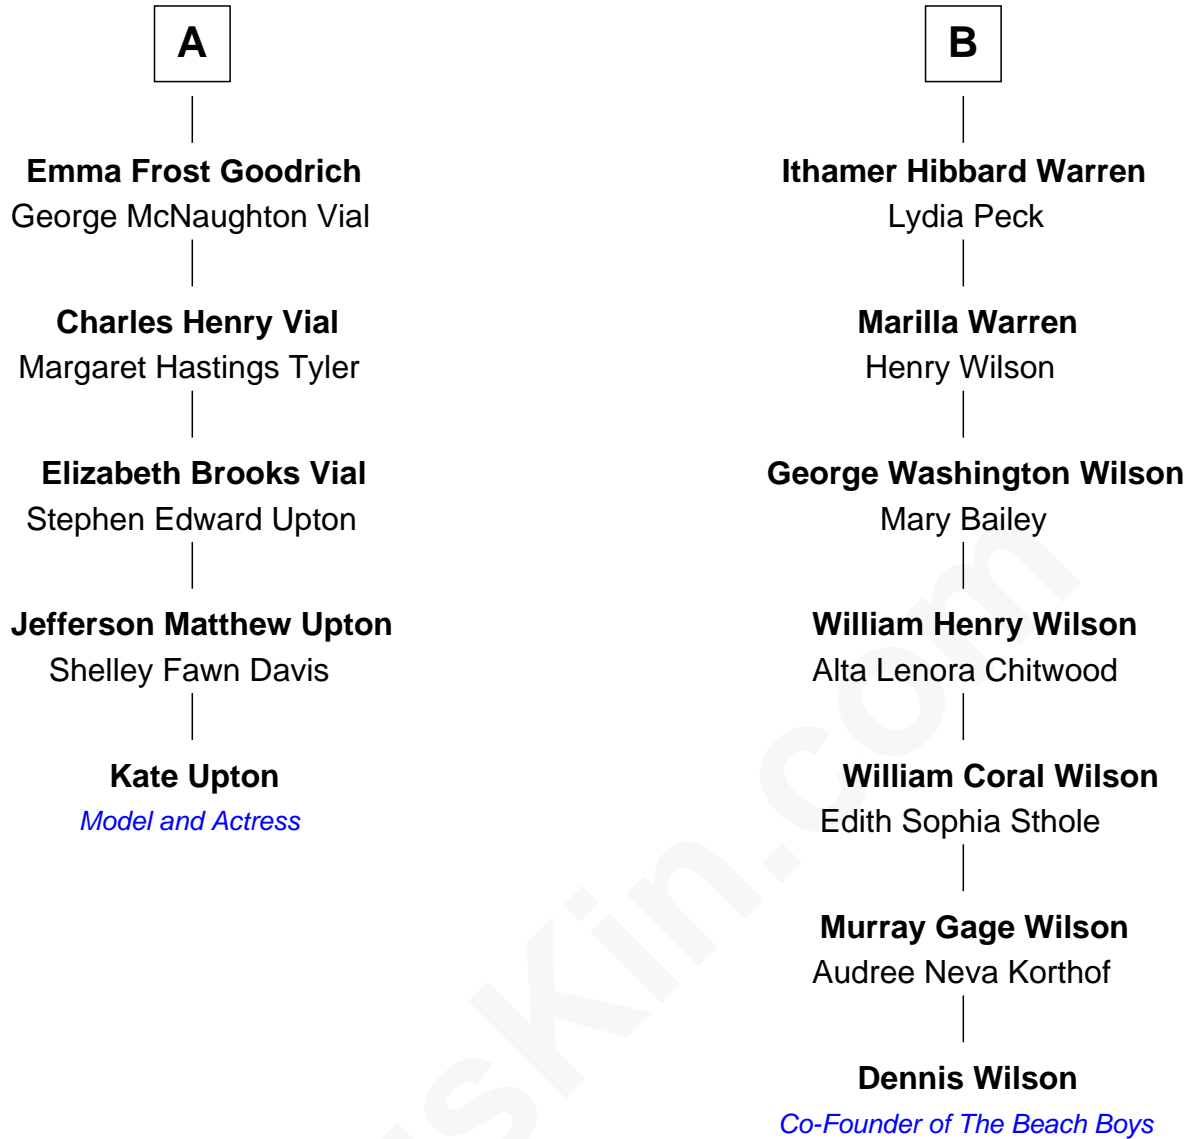 A
Emma Frost Goodrich
George McNaughton Vial
Charles Henry Vial
Margaret Hastings Tyler
Elizabeth Brooks Vial
Stephen Edward Upton
Jefferson Matthew Upton
Shelley Fawn Davis
Kate Upton
Model and Actress
B
Ithamer Hibbard Warren
Lydia Peck
Marilla Warren
Henry Wilson
George Washington Wilson
Mary Bailey
William Henry Wilson
Alta Lenora Chitwood
William Coral Wilson
Edith Sophia Sthole
Murray Gage Wilson
Audree Neva Korthof
Dennis Wilson
Co-Founder of The Beach Boys
sKin.com